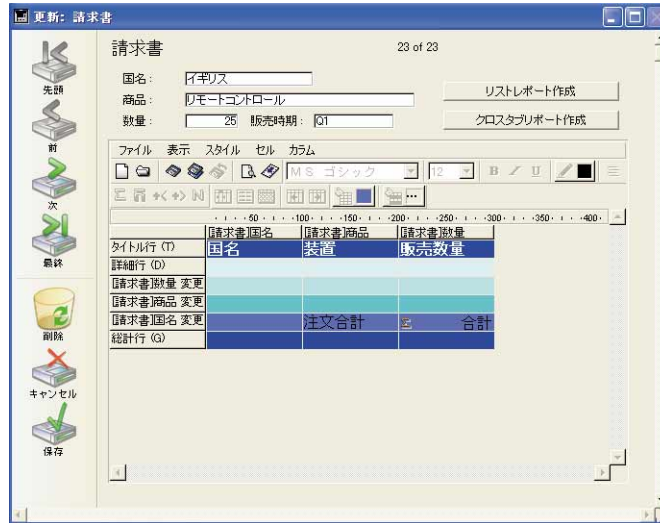 更新: 請求書
先頭
前
次
最終
削除
キャンセル
保存
請求書
23 of 23
国名:
イギリス
商品:
リモートコントロール
数量:
25
販売時期:
Q1
リストレポート作成
クロスタブリポート作成
ファイル 表示 スタイル セル カラム
MS ゴシック
12
B I U
N
50 100 150 200 250 300 350 400
[請求書]国名 [請求書]商品 [請求書]数量
タイトル行 (T) 国名 装置 販売数量
詳細行 (D)
[請求書]数量 変更
[請求書]商品 変更
[請求書]国名 変更 注文合計 Σ 合計
総計行 (G)